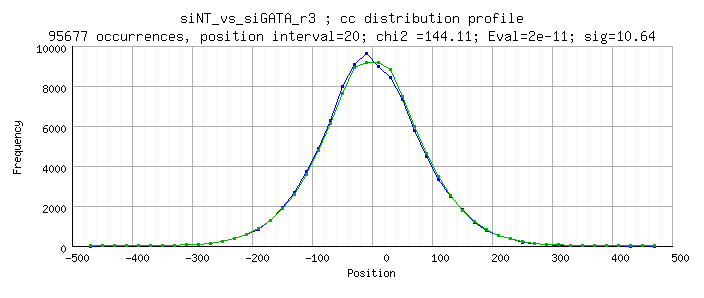 siNT_vs_siGATA_r3 ; cc distribution profile
95677 occurrences, position interval=20; chi2 =144.11; Eval=2e-11; sig=10.64
10000
8000
6000
4000
2000
0
Frequency
-500 -400 -300 -200 -100 0 100 200 300 400 500
Position